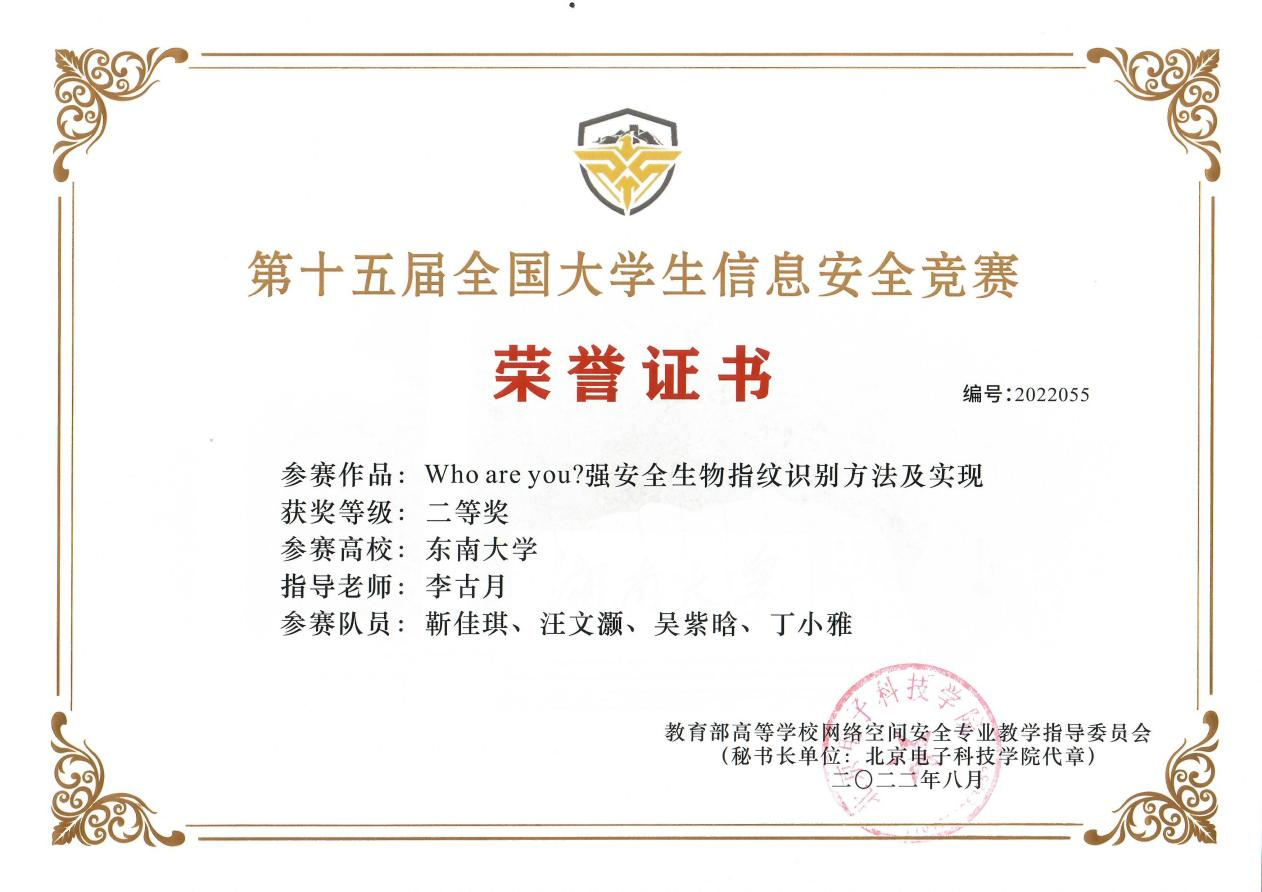 第十五届全国大学生信息安全竞赛
荣誉证书
编号:2022055
参赛作品：Who are you?强安全生物指纹识别方法及实现
获奖等级：二等奖
参赛高校：东南大学
指导老师：李古月
参赛队员：靳佳琪、汪文灏、吴紫晗、丁小雅
教育部高等学校网络空间安全专业教学指导委员会
（秘书长单位：北京电子科技学院代章）
二〇二二年八月
北京电子科技学院